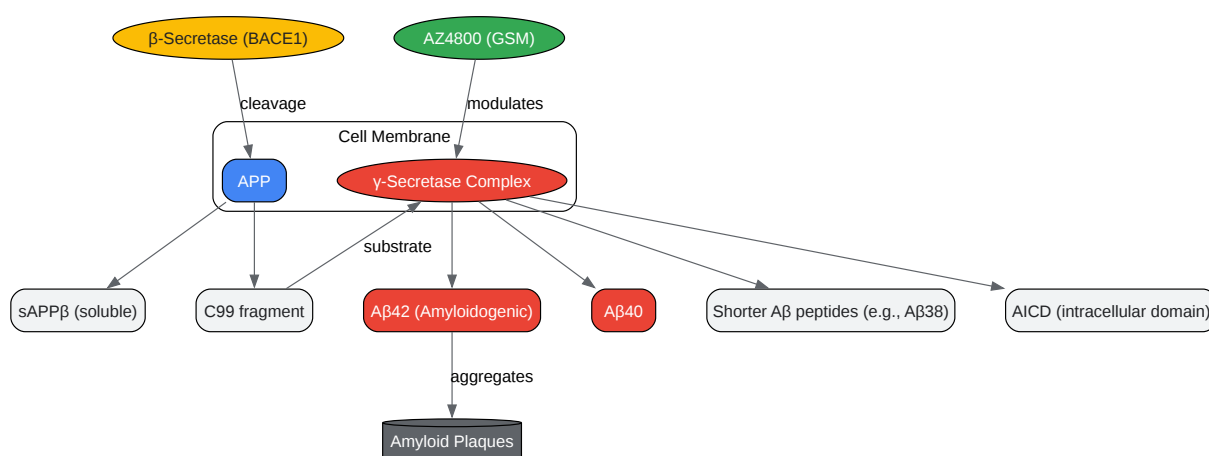 β-Secretase (BACE1)
AZ4800 (GSM)
cleavage
modulates
Cell Membrane
APP
γ-Secretase Complex
substrate
sAPPβ (soluble)
C99 fragment
Aβ42 (Amyloidogenic)
Aβ40
Shorter Aβ peptides (e.g., Aβ38)
AICD (intracellular domain)
aggregates
Amyloid Plaques